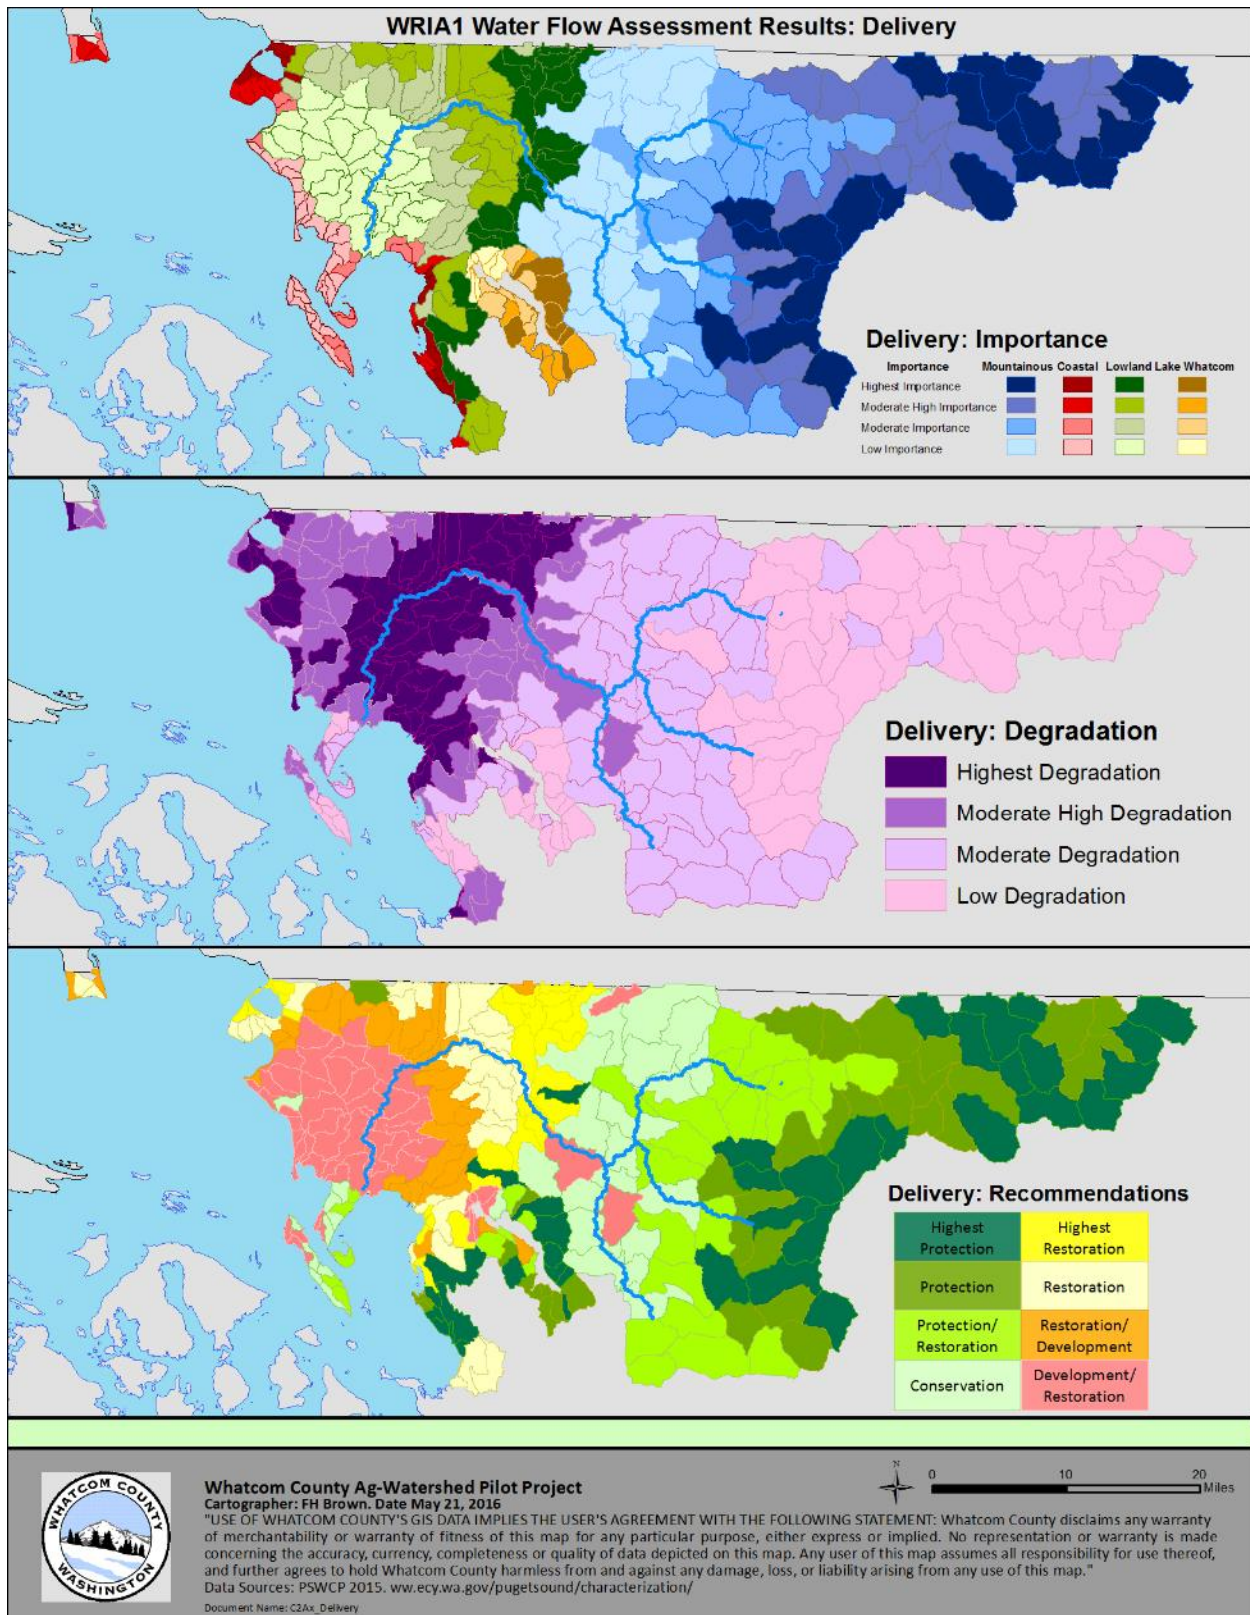 WRIA1 Water Flow Assessment Results: Delivery
Delivery: Importance
Importance Mountainous Coastal Lowland Lake Whatcom
Highest Importance
Moderate High Importance
Moderate Importance
Low Importance
Delivery: Degradation
Highest Degradation
Moderate High Degradation
Moderate Degradation
Low Degradation
Delivery: Recommendations
Highest Protection
Highest Restoration
Protection
Restoration
Protection/ Restoration
Restoration/ Development
Conservation
Development/ Restoration
WHATCOM COUNTY
WASHINGTON
Whatcom County Ag-Watershed Pilot Project
Cartographer: FH Brown. Date May 21, 2016
"USE OF WHATCOM COUNTY'S GIS DATA IMPLIES THE USER'S AGREEMENT WITH THE FOLLOWING STATEMENT: Whatcom County disclaims any warranty
of merchantability or warranty of fitness of this map for any particular purpose, either express or implied. No representation or warranty is made
concerning the accuracy, currency, completeness or quality of data depicted on this map. Any user of this map assumes all responsibility for use thereof,
and further agrees to hold Whatcom County harmless from and against any damage, loss, or liability arising from any use of this map."
Data Sources: PSWCP 2015. ww.ecy.wa.gov/pugetsound/characterization/
Document Name: C2Ax_Delivery
N
0 10 20
Miles